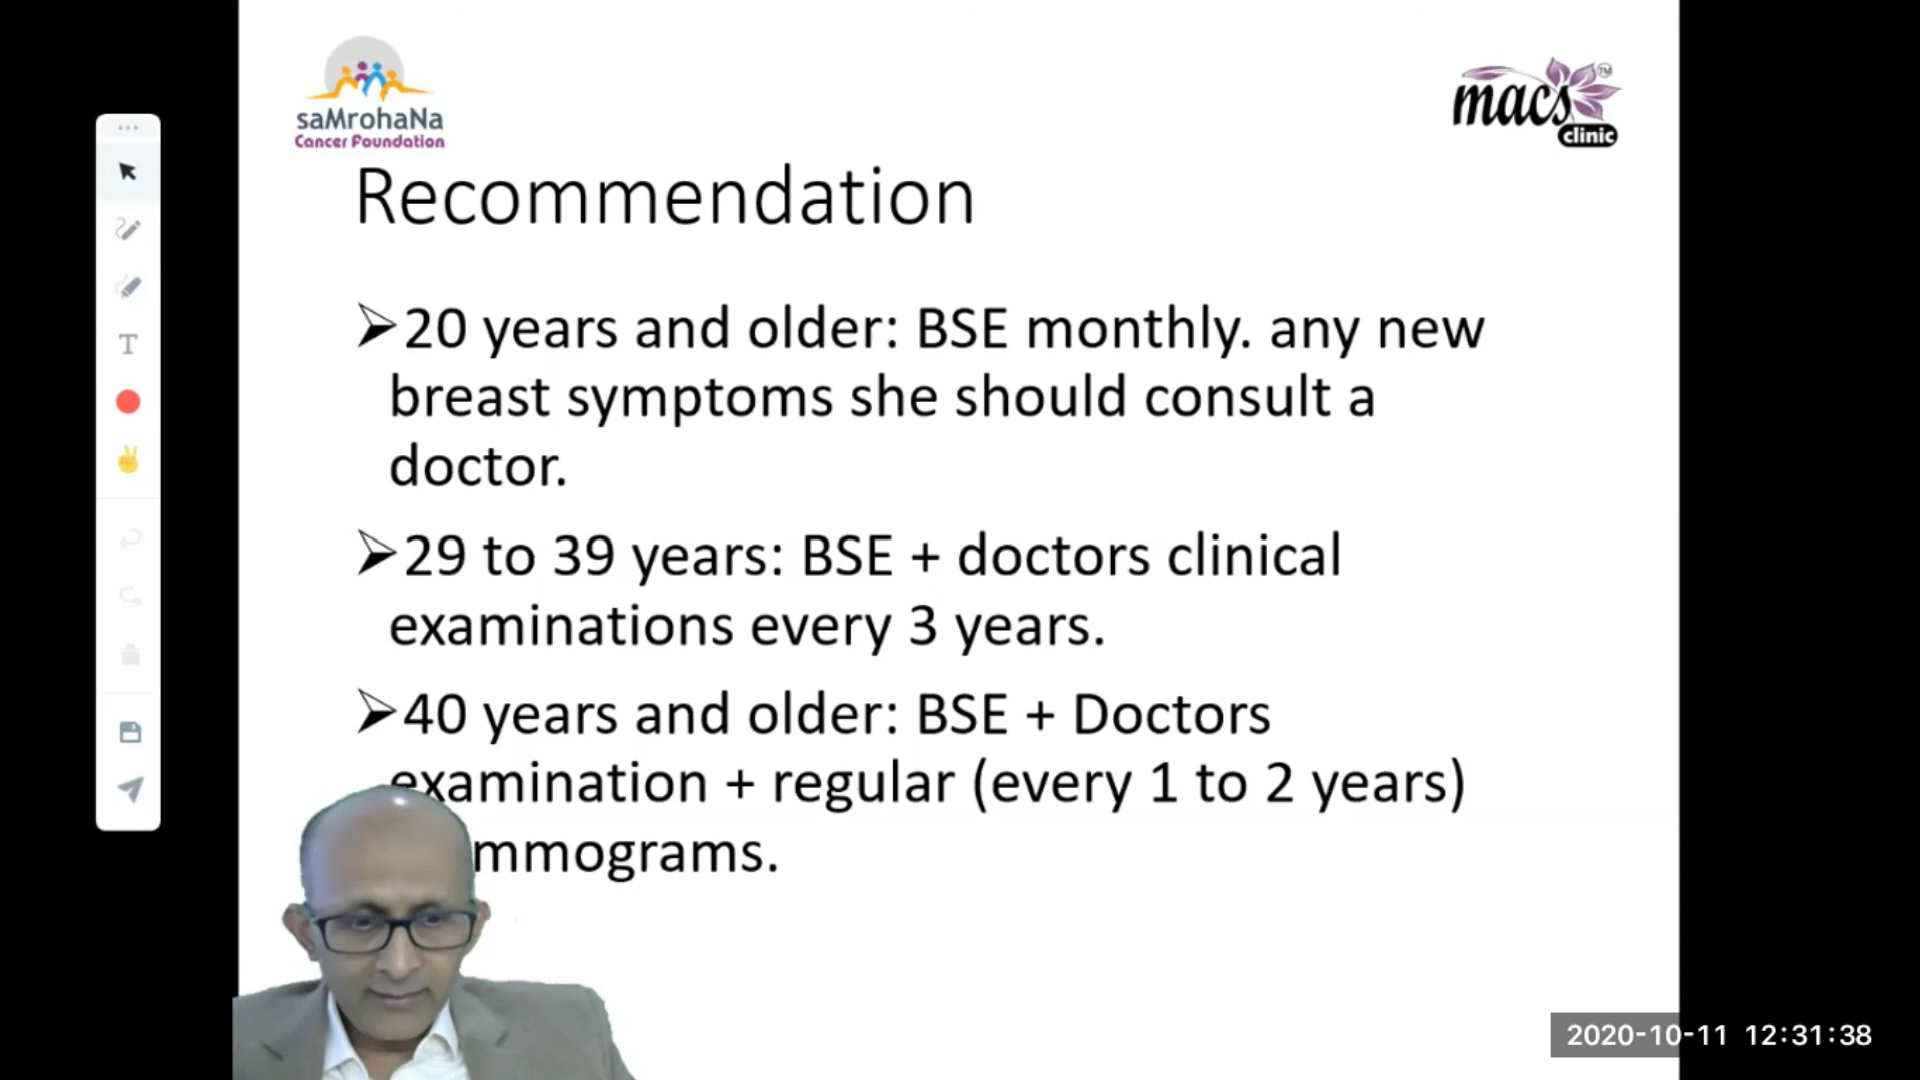 saMrohaNa
Cancer Foundation
macs
TM
clinic
Recommendation
➢20 years and older: BSE monthly. any new
breast symptoms she should consult a
doctor.
➢29 to 39 years: BSE + doctors clinical
examinations every 3 years.
➢40 years and older: BSE + Doctors
examination + regular (every 1 to 2 years)
mmograms.
T
2020-10-11 12:31:38